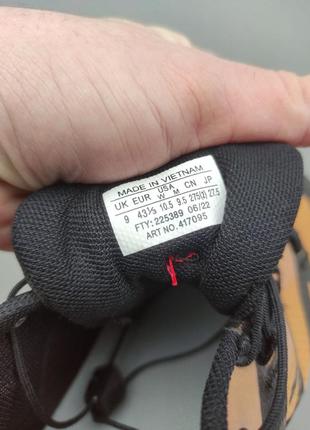 MADE IN VIETNAM
USA
UK EUR W M CN JP
9 43⅓ 10.5 9.5 275(2) 27.5
FTY: 225389 06/22
ART NO. 417095